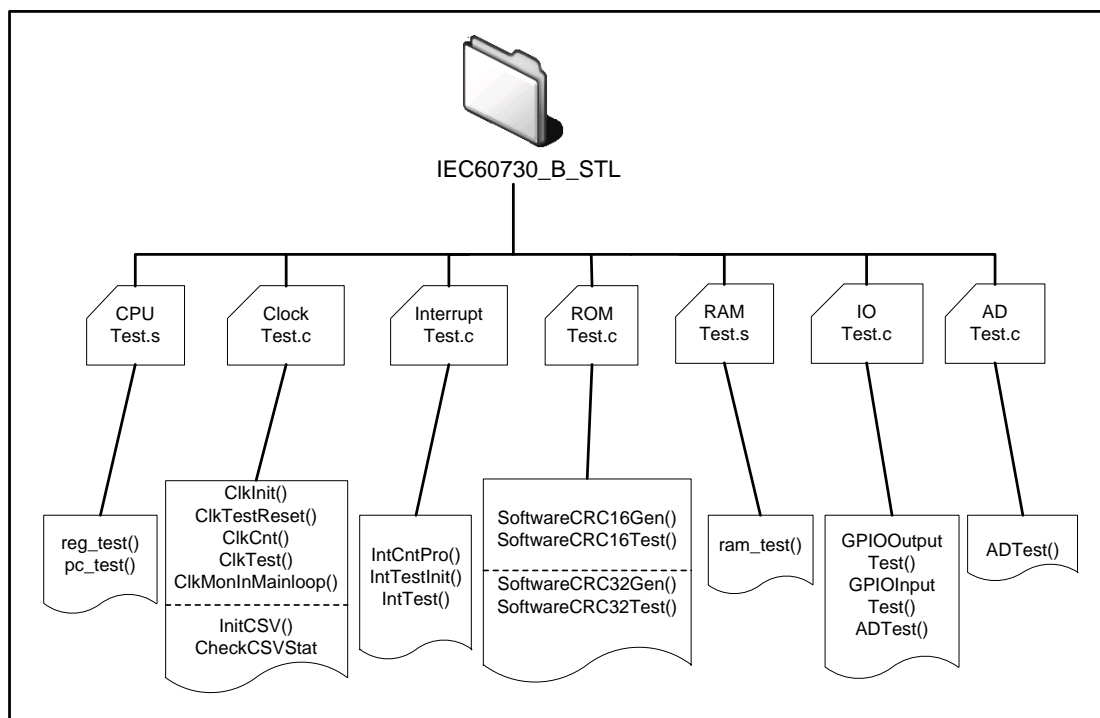 IEC60730_B_STL
CPU
Test.s
Clock
Test.c
Interrupt
Test.c
ROM
Test.c
RAM
Test.s
IO
Test.c
AD
Test.c
reg_test()
pc_test()
ClkInit()
ClkTestReset()
ClkCnt()
ClkTest()
ClkMonInMainloop()
InitCSV()
CheckCSVStat
IntCntPro()
IntTestInit()
IntTest()
SoftwareCRC16Gen()
SoftwareCRC16Test()
SoftwareCRC32Gen()
SoftwareCRC32Test()
ram_test()
GPIOOutput
Test()
GPIOInput
Test()
ADTest()
ADTest()